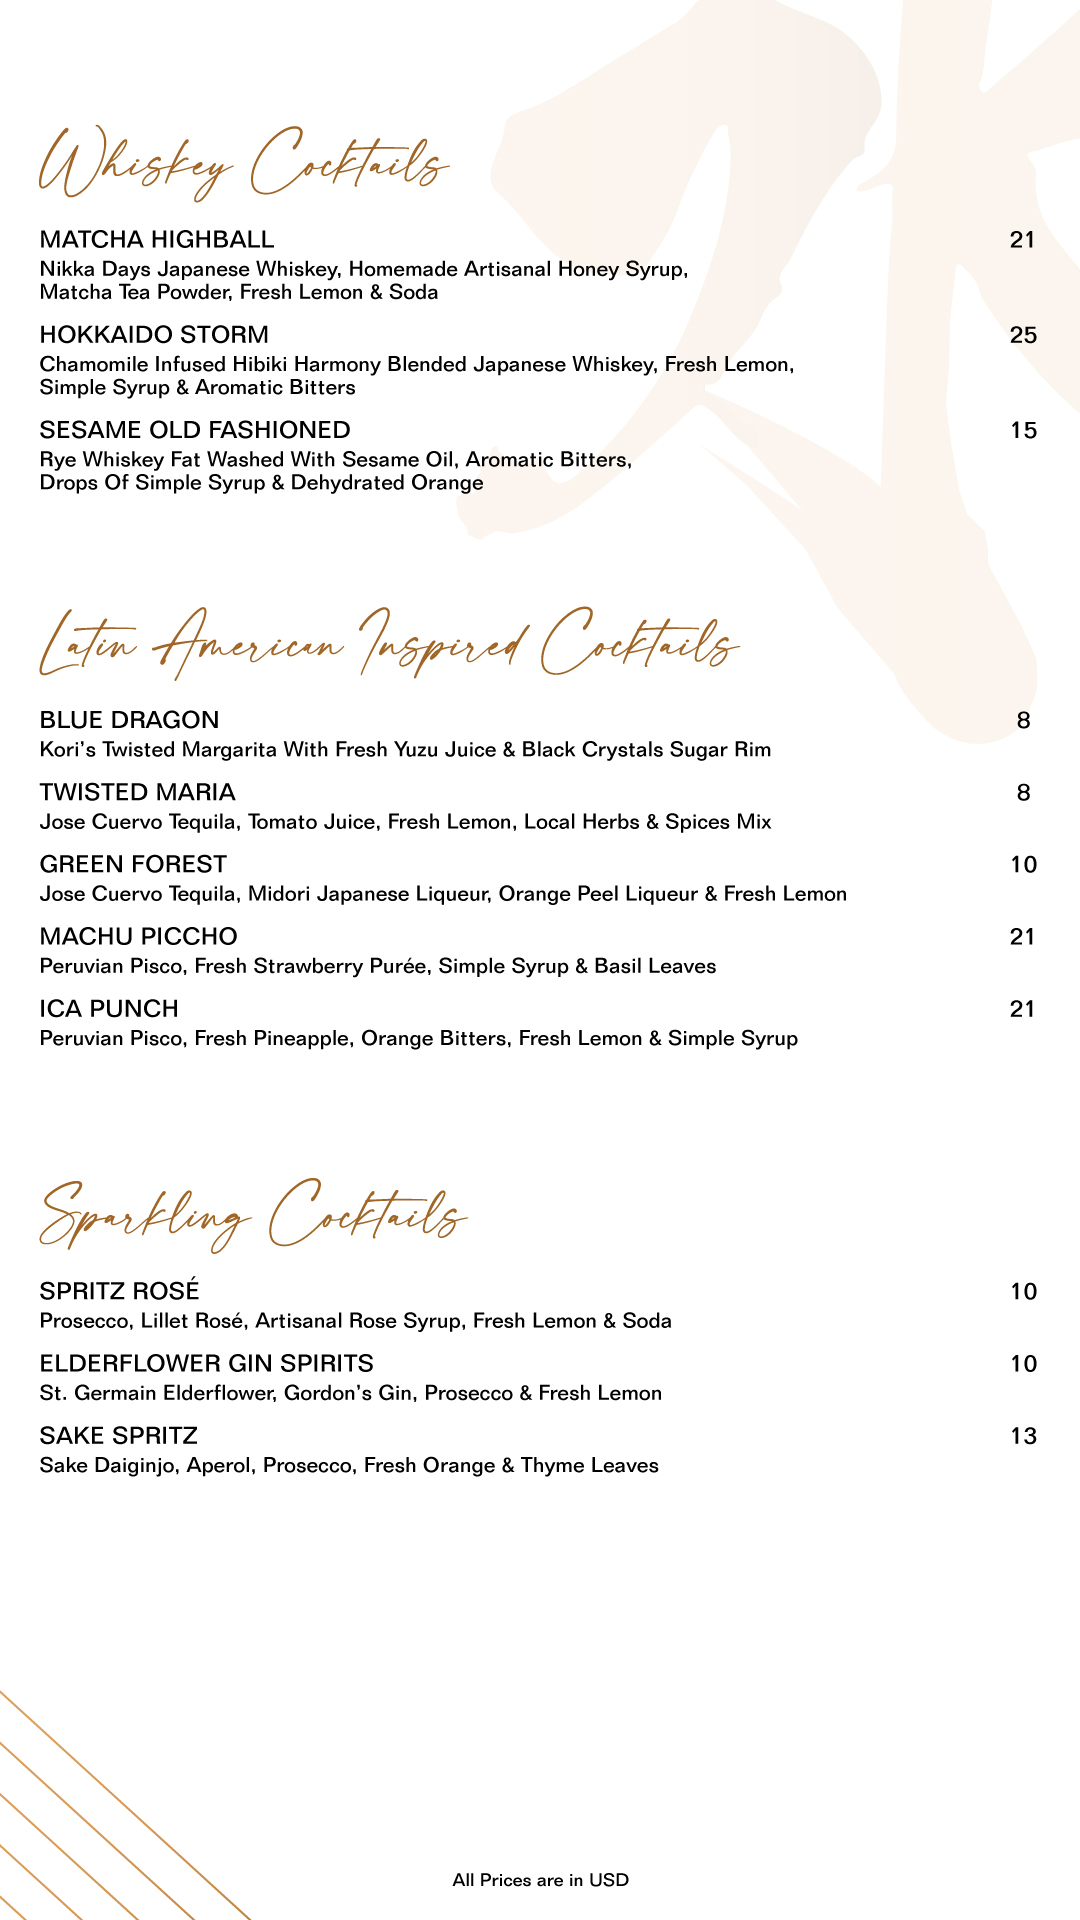 Whiskey Cocktails
MATCHA HIGHBALL 21
Nikka Days Japanese Whiskey, Homemade Artisanal Honey Syrup,
Matcha Tea Powder, Fresh Lemon & Soda
HOKKAIDO STORM 25
Chamomile Infused Hibiki Harmony Blended Japanese Whiskey, Fresh Lemon,
Simple Syrup & Aromatic Bitters
SESAME OLD FASHIONED 15
Rye Whiskey Fat Washed With Sesame Oil, Aromatic Bitters,
Drops Of Simple Syrup & Dehydrated Orange
Latin American Inspired Cocktails
BLUE DRAGON 8
Kori's Twisted Margarita With Fresh Yuzu Juice & Black Crystals Sugar Rim
TWISTED MARIA 8
Jose Cuervo Tequila, Tomato Juice, Fresh Lemon, Local Herbs & Spices Mix
GREEN FOREST 10
Jose Cuervo Tequila, Midori Japanese Liqueur, Orange Peel Liqueur & Fresh Lemon
MACHU PICCHO 21
Peruvian Pisco, Fresh Strawberry Purée, Simple Syrup & Basil Leaves
ICA PUNCH 21
Peruvian Pisco, Fresh Pineapple, Orange Bitters, Fresh Lemon & Simple Syrup
Sparkling Cocktails
SPRITZ ROSÉ 10
Prosecco, Lillet Rosé, Artisanal Rose Syrup, Fresh Lemon & Soda
ELDERFLOWER GIN SPIRITS 10
St. Germain Elderflower, Gordon's Gin, Prosecco & Fresh Lemon
SAKE SPRITZ 13
Sake Daiginjo, Aperol, Prosecco, Fresh Orange & Thyme Leaves
All Prices are in USD